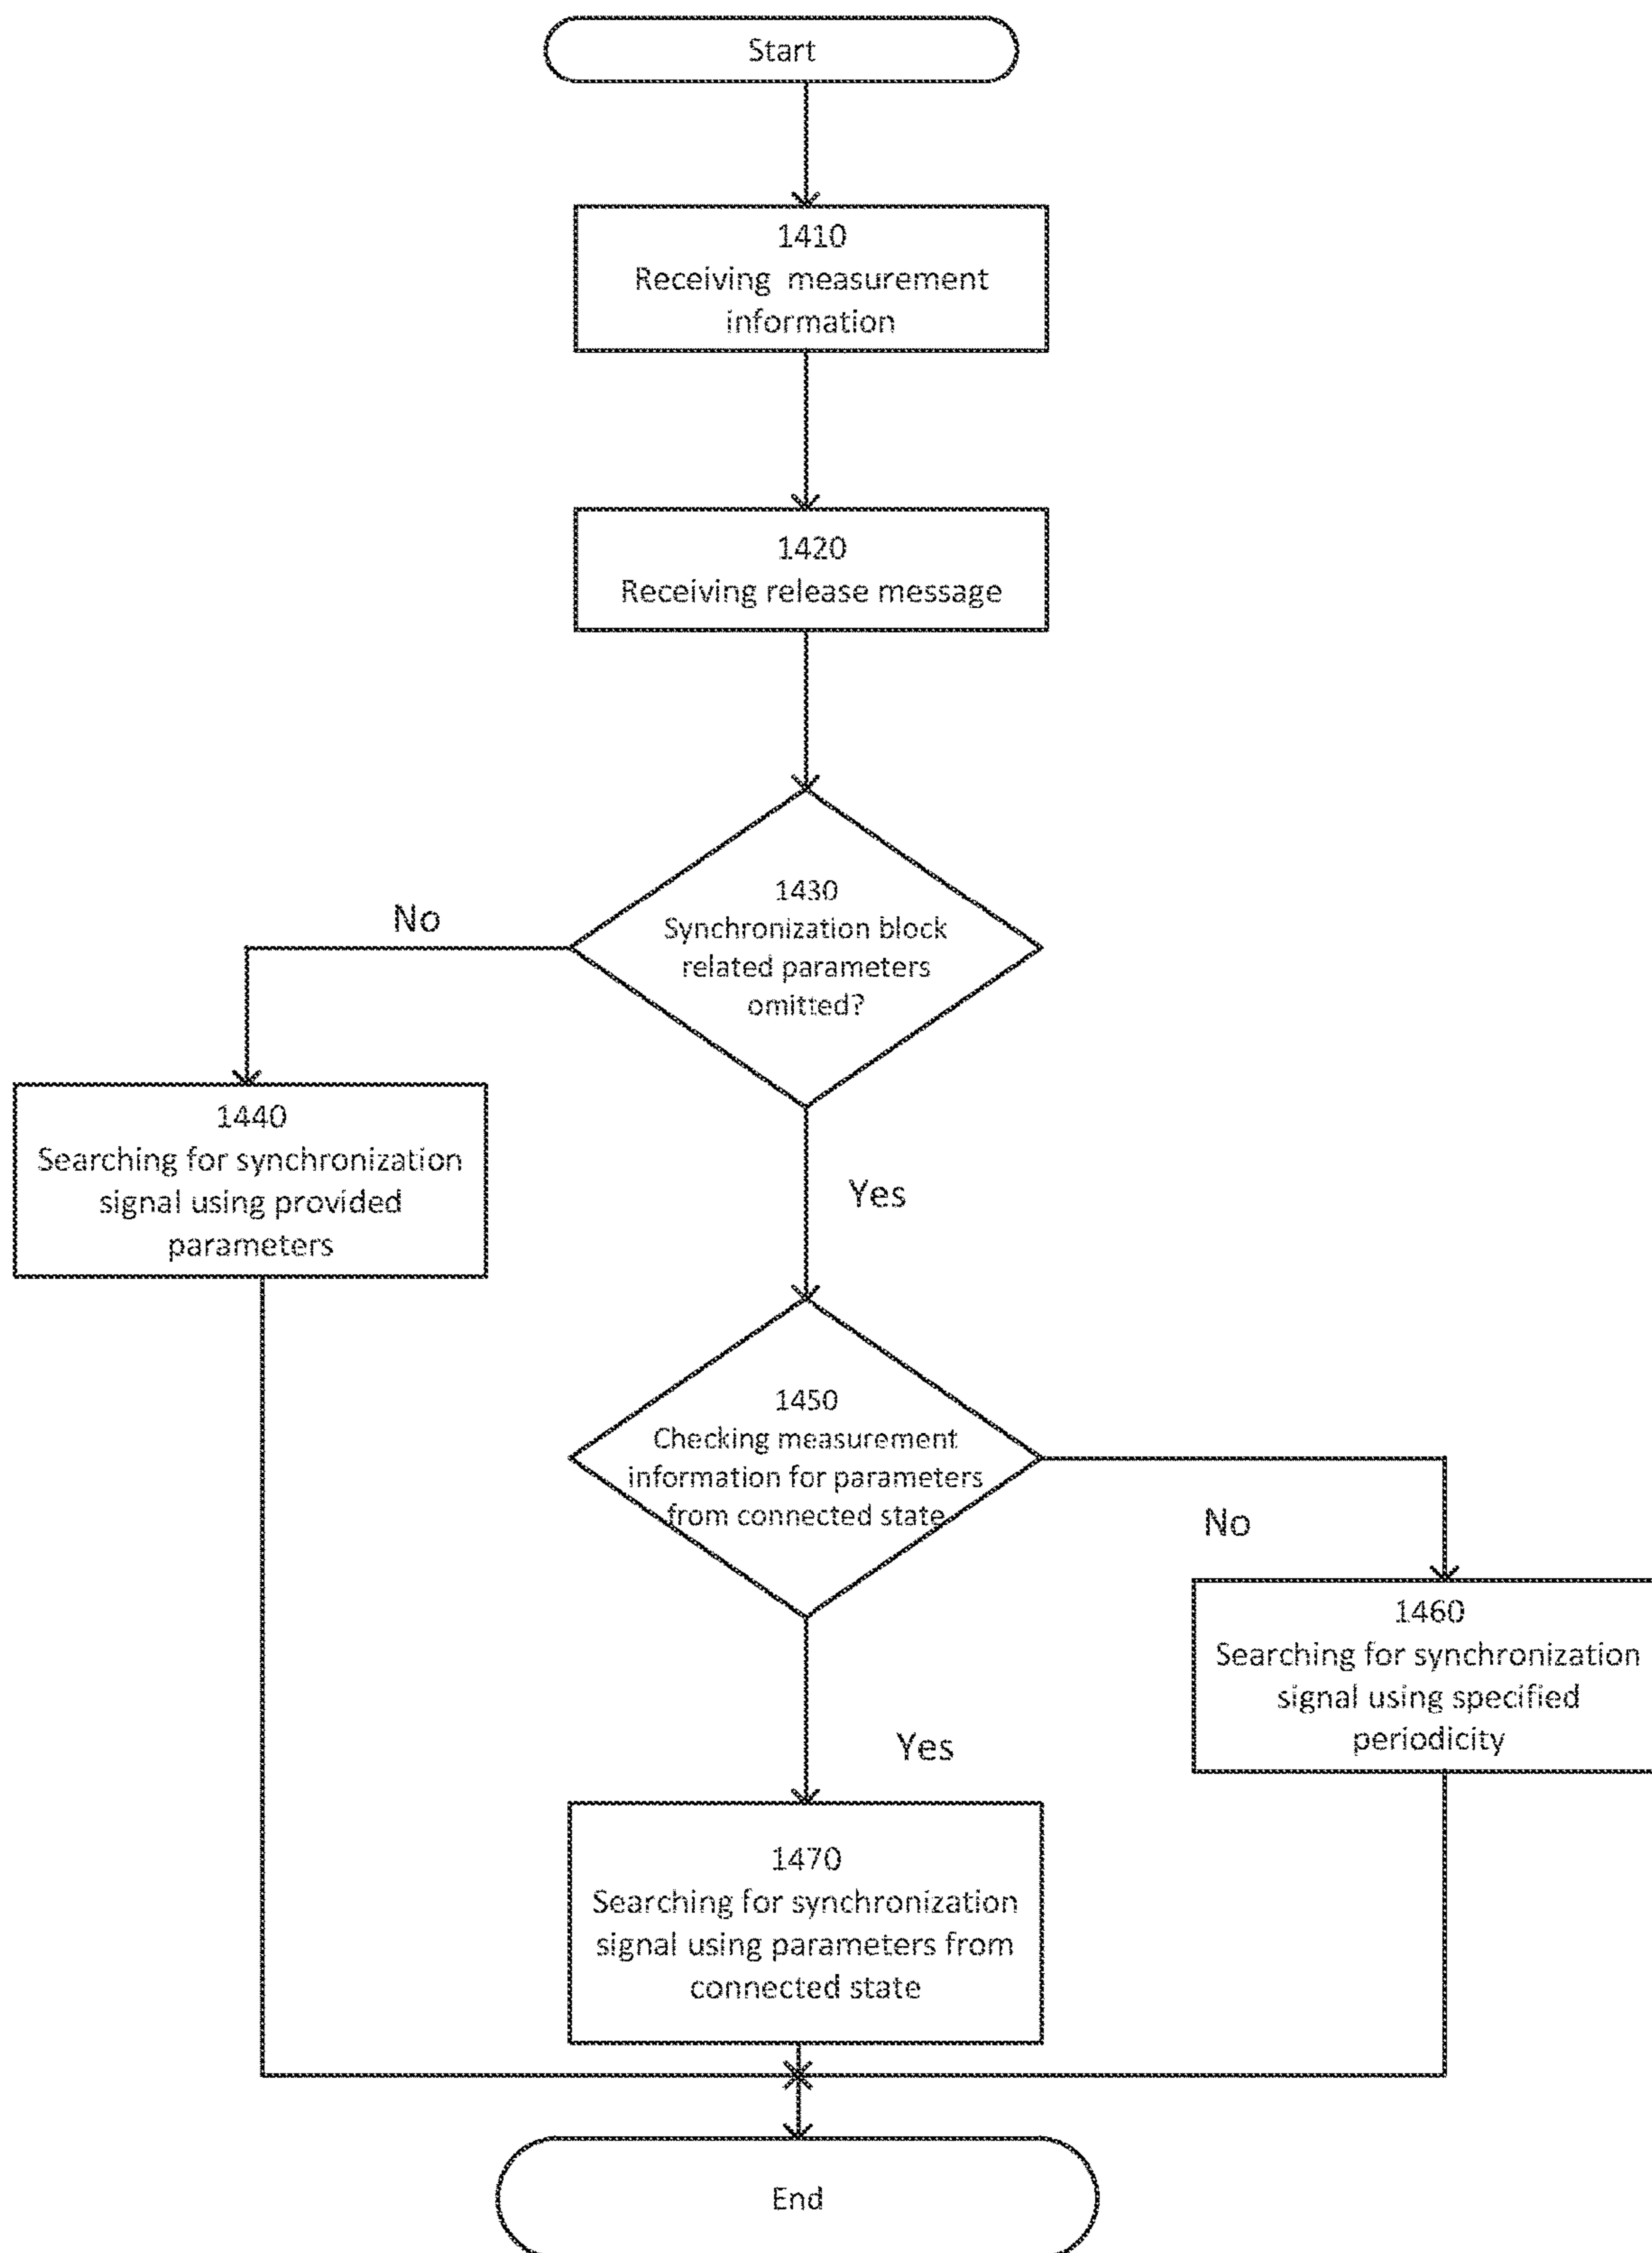 Start
1410
Receiving measurement
information
1420
Receiving release message
1430
Synchronization block
related parameters
omitted?
No
1440
Searching for synchronization
signal using provided
parameters
Yes
1450
Checking measurement
information for parameters
from connected state
No
1460
Searching for synchronization
signal using specified
periodicity
Yes
1470
Searching for synchronization
signal using parameters from
connected state
End